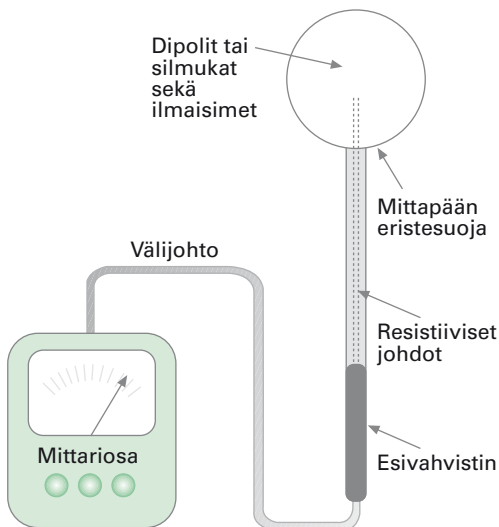 Dipolit tai
silmukat
sekä
ilmaisimet
Mittapään
eristesuoja
Välijohto
Resistiiviset
johdot
Mittariosa
Esivahvistin